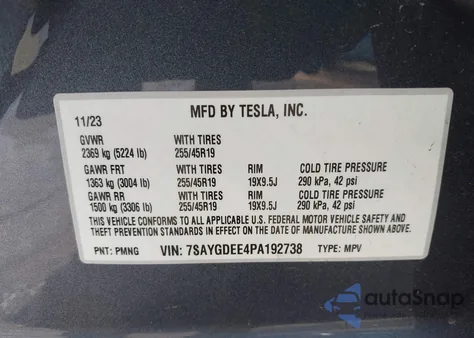 MFD BY TESLA, INC.
11/23
GVWR WITH TIRES
2369 kg (5224 lb) 255/45R19
GAWR FRT WITH TIRES RIM COLD TIRE PRESSURE
1363 kg (3004 lb) 255/45R19 19X9.5J 290 kPa, 42 psi
GAWR RR WITH TIRES RIM COLD TIRE PRESSURE
1500 kg (3306 lb) 255/45R19 19X9.5J 290 kPa, 42 psi
THIS VEHICLE CONFORMS TO ALL APPLICABLE U.S. FEDERAL MOTOR VEHICLE SAFETY AND
THEFT PREVENTION STANDARDS IN EFFECT ON THE DATE OF MANUFACTURE SHOWN ABOVE.
PNT: PMNG VIN: 7SAYGDEE4PA192738 TYPE: MPV
autoSnap